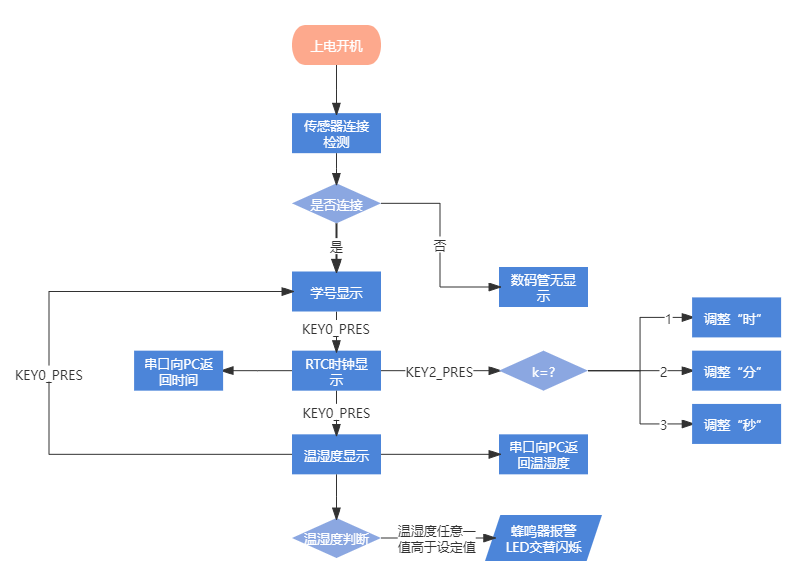 上电开机
传感器连接
检测
是否连接
是
否
学号显示
数码管无显
示
KEY0_PRES
1
调整“时”
串口向PC返
回时间
RTC时钟显
示
KEY2_PRES
k=?
2
调整“分”
KEY0_PRES
KEY0_PRES
3
调整“秒”
温湿度显示
串口向PC返
回温湿度
温湿度判断
温湿度任意一
值高于设定值
蜂鸣器报警
LED交替闪烁